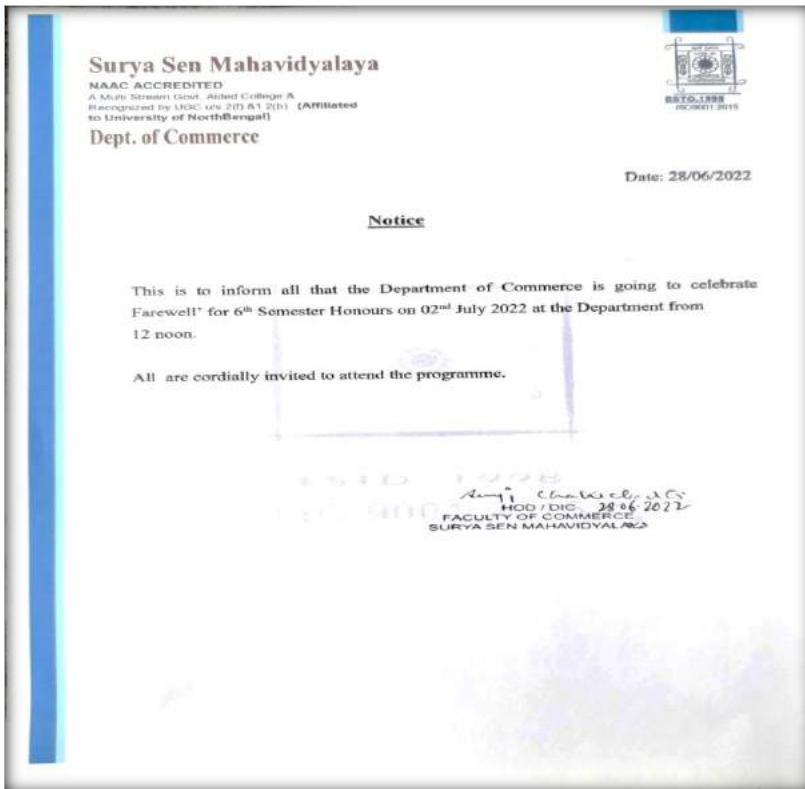 Surya Sen Mahavidyalaya
NAAC ACCREDITED
A Multi Stream Govt. Aided College &
Recognized by UGC u/s 2(f) &1 2(b) (Affiliated
to University of NorthBengal)
Dept. of Commerce
ESTD.1998
ISO9001:2015
Date: 28/06/2022
Notice
This is to inform all that the Department of Commerce is going to celebrate
Farewell’ for 6th Semester Honours on 02nd July 2022 at the Department from
12 noon.
All are cordially invited to attend the programme.
HOD / DIC 28.06.2022
FACULTY OF COMMERCE
SURYA SEN MAHAVIDYALAYA